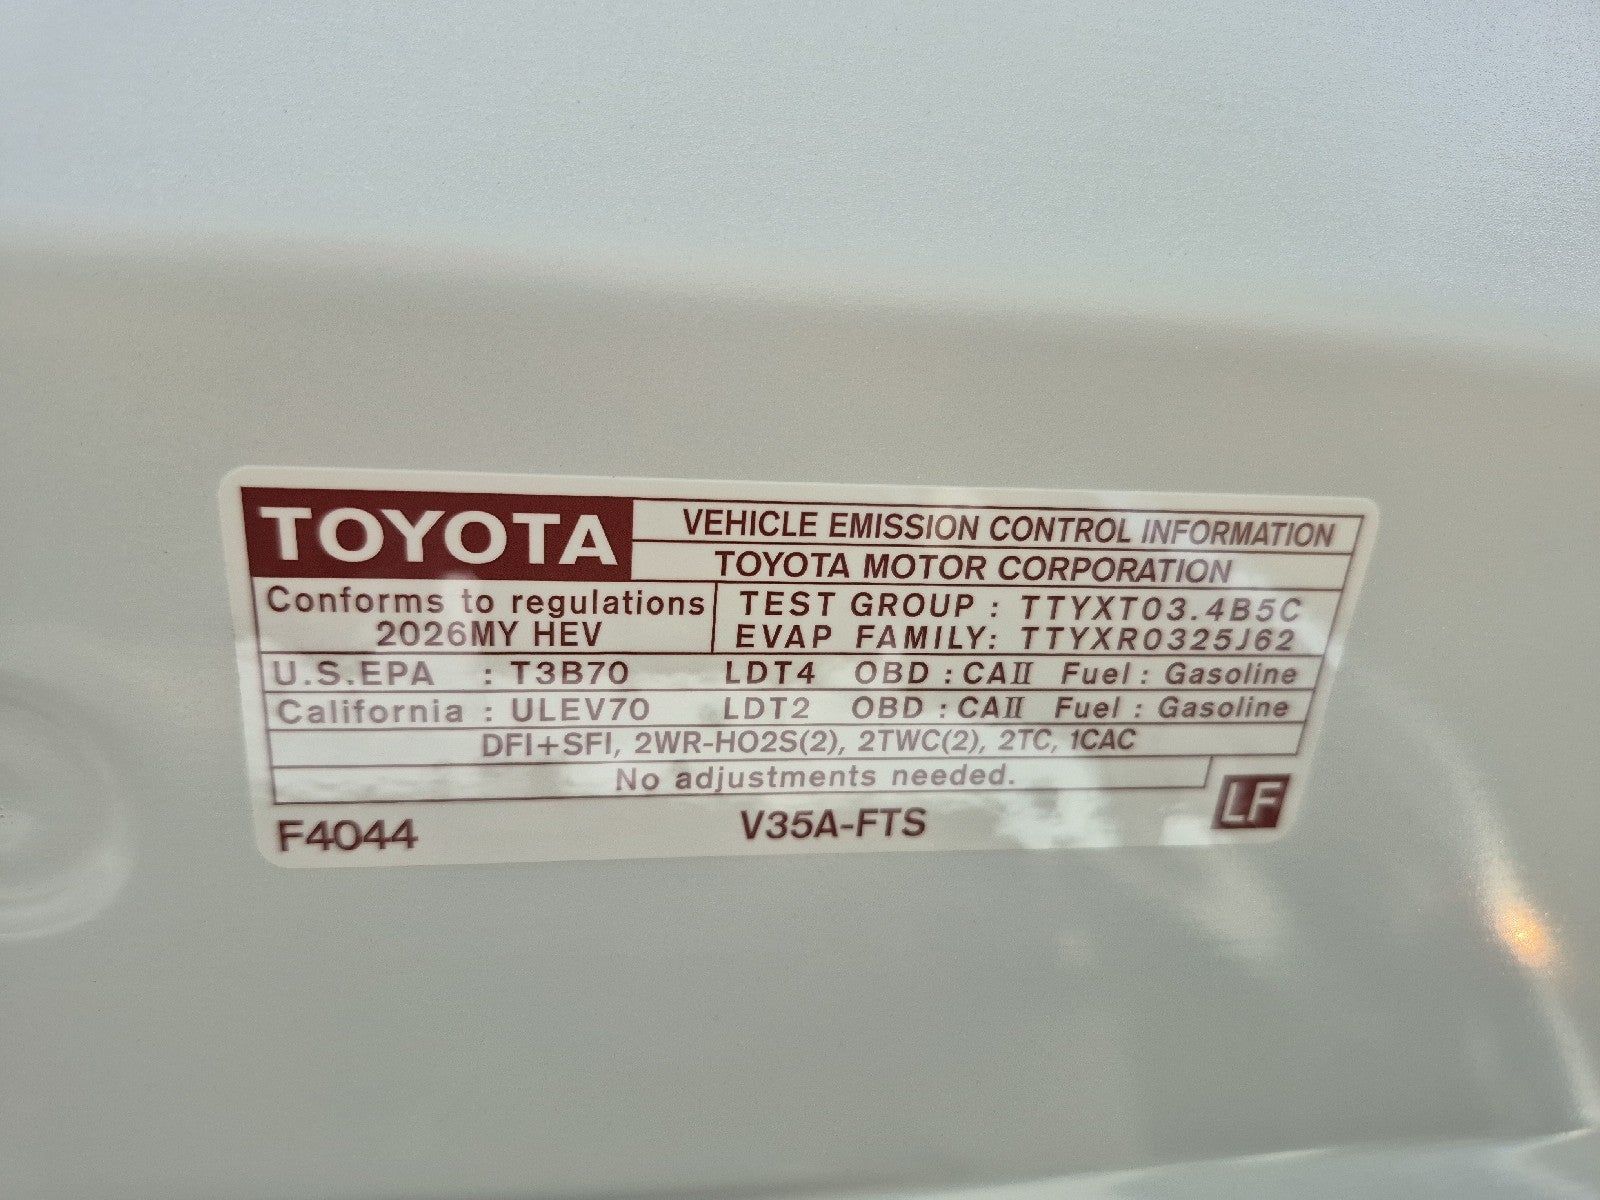 TOYOTA
VEHICLE EMISSION CONTROL INFORMATION
TOYOTA MOTOR CORPORATION
Conforms to regulations
2026MY HEV
TEST GROUP : TTYXT03.4B5C
EVAP FAMILY: TTYXR0325J62
U.S.EPA : T3B70 LDT4 OBD : CAII Fuel : Gasoline
California : ULEV70 LDT2 OBD : CAII Fuel : Gasoline
DFI+SFI, 2WR-HO2S(2), 2TWC(2), 2TC, 1CAC
No adjustments needed.
F4044 V35A-FTS LF